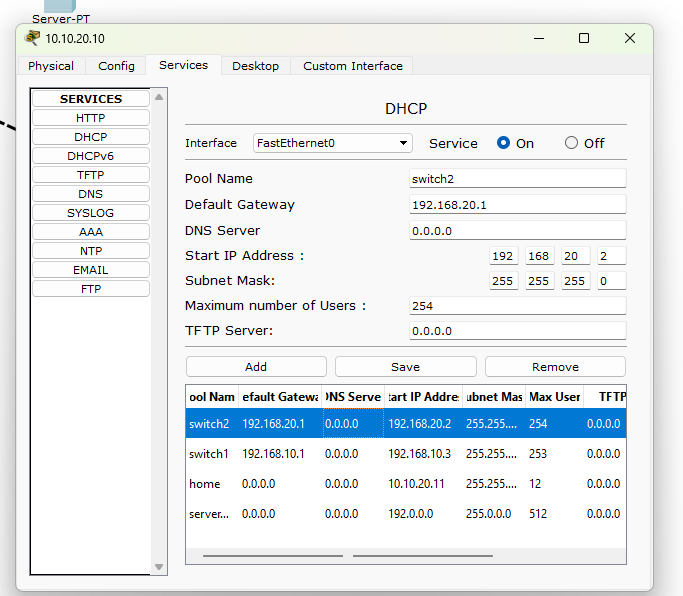 Server-PT
10.10.20.10
Physical Config Services Desktop Custom Interface
SERVICES
HTTP
DHCP
DHCPv6
TFTP
DNS
SYSLOG
AAA
NTP
EMAIL
FTP
DHCP
Interface FastEthernet0 Service On Off
Pool Name switch2
Default Gateway 192.168.20.1
DNS Server 0.0.0.0
Start IP Address : 192 168 20 2
Subnet Mask: 255 255 255 0
Maximum number of Users : 254
TFTP Server: 0.0.0.0
Add Save Remove
ool Nam efault Gatewa DNS Serve tart IP Addre ubnet Mas Max User TFTP
switch2 192.168.20.1 0.0.0.0 192.168.20.2 255.255.... 254 0.0.0.0
switch1 192.168.10.1 0.0.0.0 192.168.10.3 255.255.... 253 0.0.0.0
home 0.0.0.0 0.0.0.0 10.10.20.11 255.255.... 12 0.0.0.0
server... 0.0.0.0 0.0.0.0 192.0.0.0 255.0.0.0 512 0.0.0.0